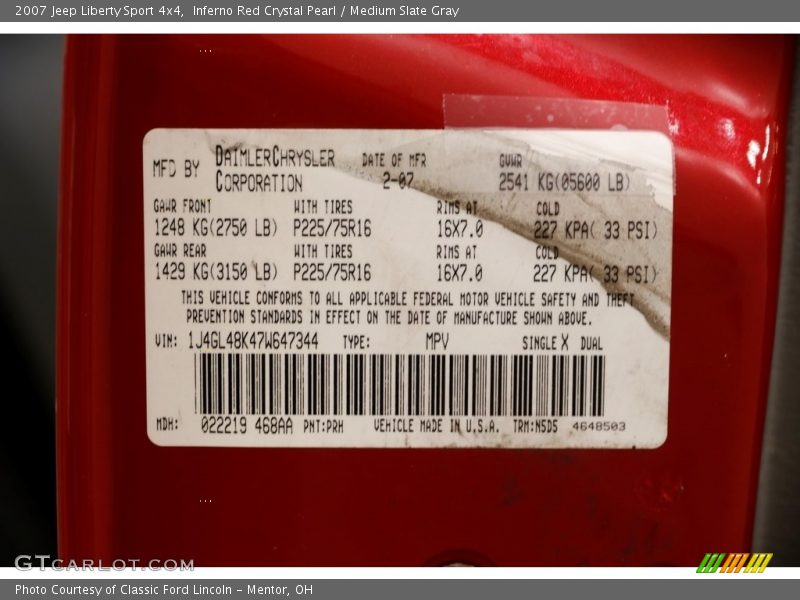 2007 Jeep Liberty Sport 4x4,  Inferno Red Crystal Pearl / Medium Slate Gray
MFD BY DAIMLERCHRYSLER CORPORATION DATE OF MFR 2-07 GVWR 2541 KG(05600 LB)
GAWR FRONT WITH TIRES RIMS AT COLD
1248 KG(2750 LB) P225/75R16 16X7.0 227 KPA( 33 PSI)
GAWR REAR WITH TIRES RIMS AT COLD
1429 KG(3150 LB) P225/75R16 16X7.0 227 KPA( 33 PSI)
THIS VEHICLE CONFORMS TO ALL APPLICABLE FEDERAL MOTOR VEHICLE SAFETY AND THEFT
PREVENTION STANDARDS IN EFFECT ON THE DATE OF MANUFACTURE SHOWN ABOVE.
VIN: 1J4GL48K47W647344 TYPE: MPV SINGLE X DUAL
MDH: 022219 468AA PNT:PRH VEHICLE MADE IN U.S.A. TRM:N5D5 4648503
GTCARLOT.COM
Photo Courtesy of Classic Ford Lincoln - Mentor, OH